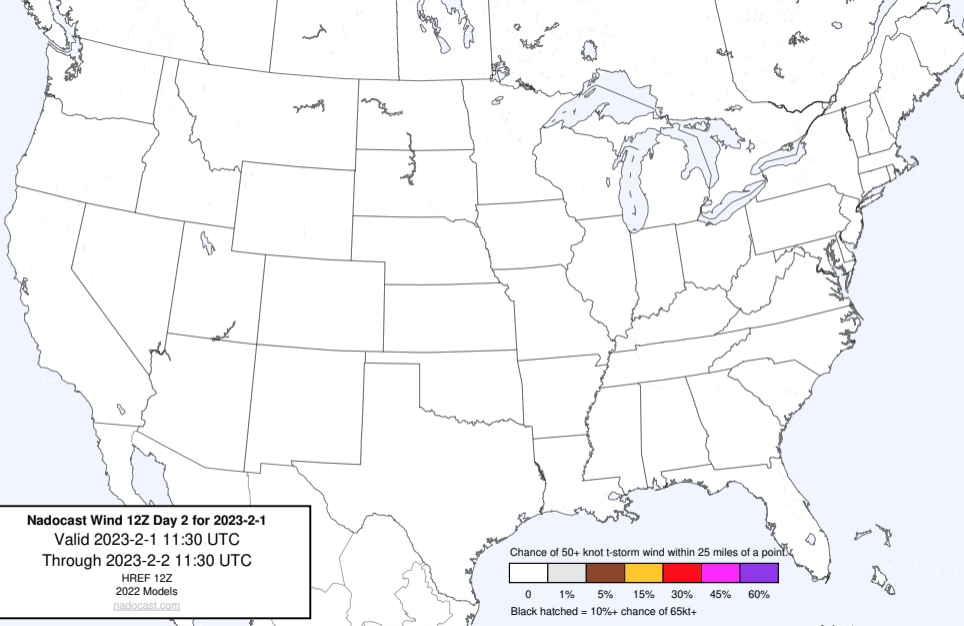 Nadocast Wind 12Z Day 2 for 2023-2-1
Valid 2023-2-1 11:30 UTC
Through 2023-2-2 11:30 UTC
HREF 12Z
2022 Models
nadocast.com
Chance of 50+ knot t-storm wind within 25 miles of a point.
0 1% 5% 15% 30% 45% 60%
Black hatched = 10%+ chance of 65kt+